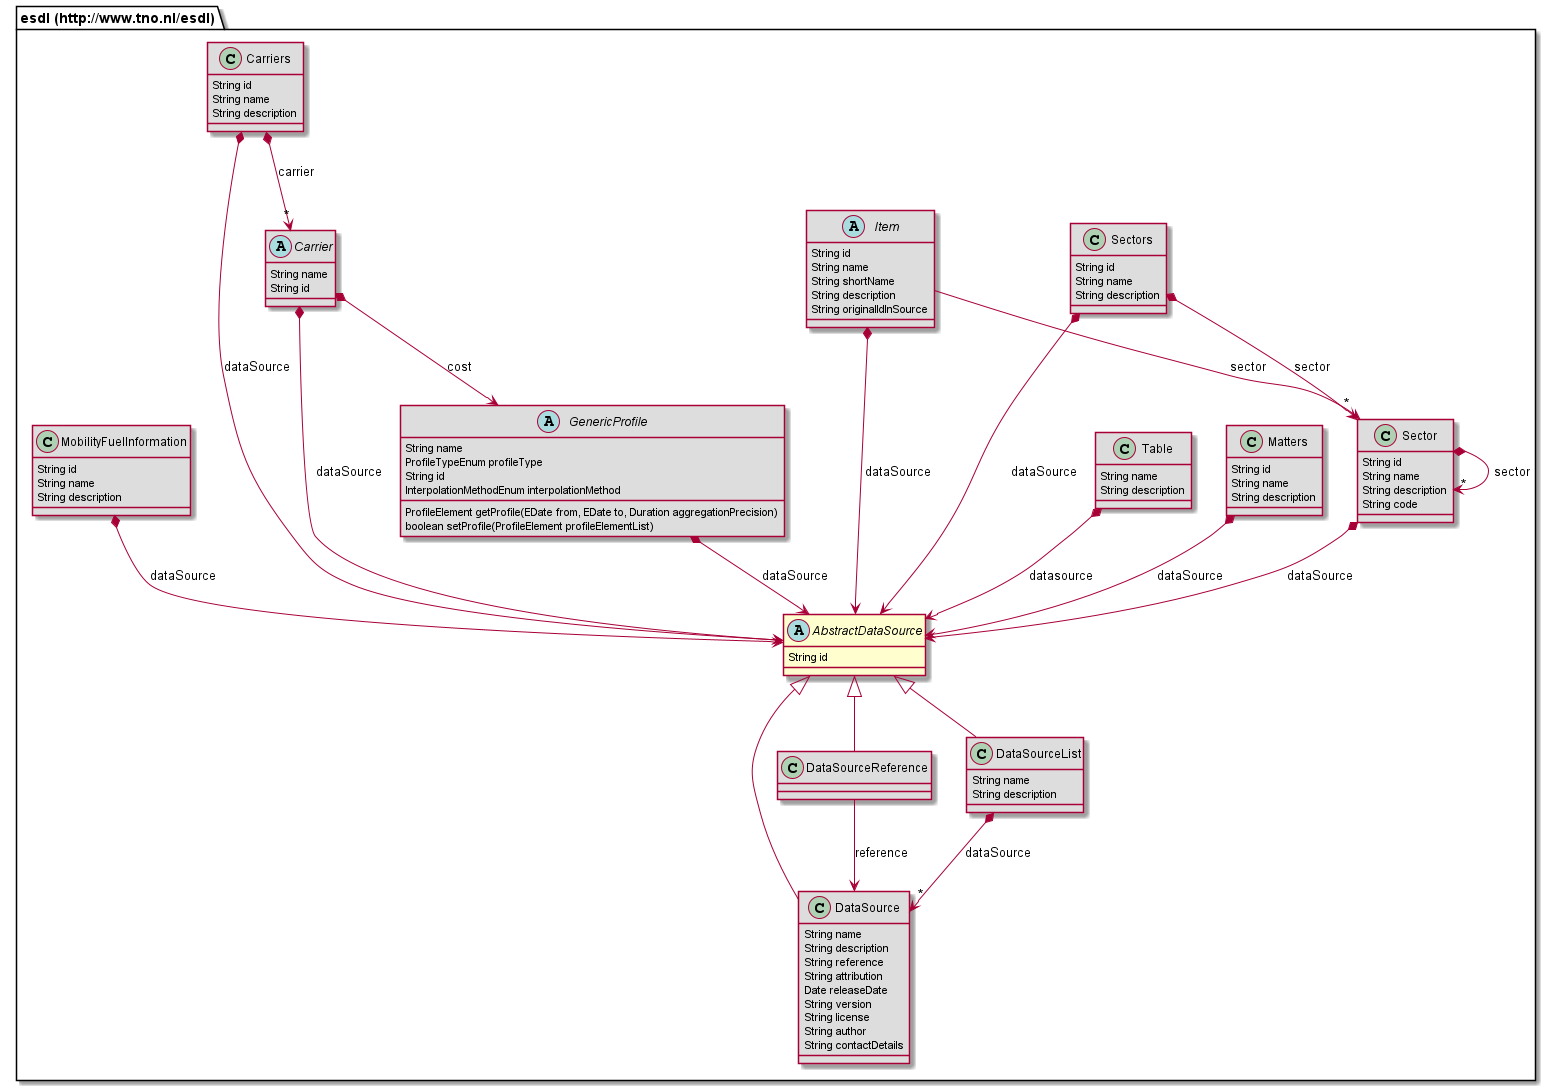 esdl (http://www.tno.nl/esdl)
C Carriers
String id
String name
String description
carrier
*
A Carrier
String name
String id
A Item
String id
String name
String shortName
String description
String originalIdInSource
C Sectors
String id
String name
String description
dataSource
cost
sector
sector
*
C MobilityFuelInformation
String id
String name
String description
dataSource
A GenericProfile
String name
ProfileTypeEnum profileType
String id
InterpolationMethodEnum interpolationMethod
ProfileElement getProfile(EDate from, EDate to, Duration aggregationPrecision)
boolean setProfile(ProfileElement profileElementList)
dataSource
dataSource
C Table
String name
String description
C Matters
String id
String name
String description
C Sector
String id
String name
String description
String code
sector
*
dataSource
dataSource
datasource
dataSource
dataSource
A AbstractDataSource
String id
C DataSourceReference
C DataSourceList
String name
String description
reference
dataSource
*
C DataSource
String name
String description
String reference
String attribution
Date releaseDate
String version
String license
String author
String contactDetails